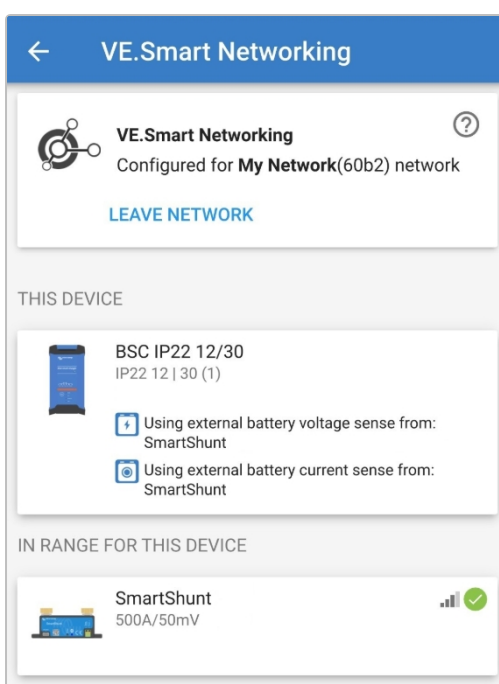 VE.Smart Networking
VE.Smart Networking
Configured for My Network(60b2) network
LEAVE NETWORK
THIS DEVICE
BSC IP22 12/30
IP22 12 | 30 (1)
Using external battery voltage sense from:
SmartShunt
Using external battery current sense from:
SmartShunt
IN RANGE FOR THIS DEVICE
SmartShunt
500A/50mV